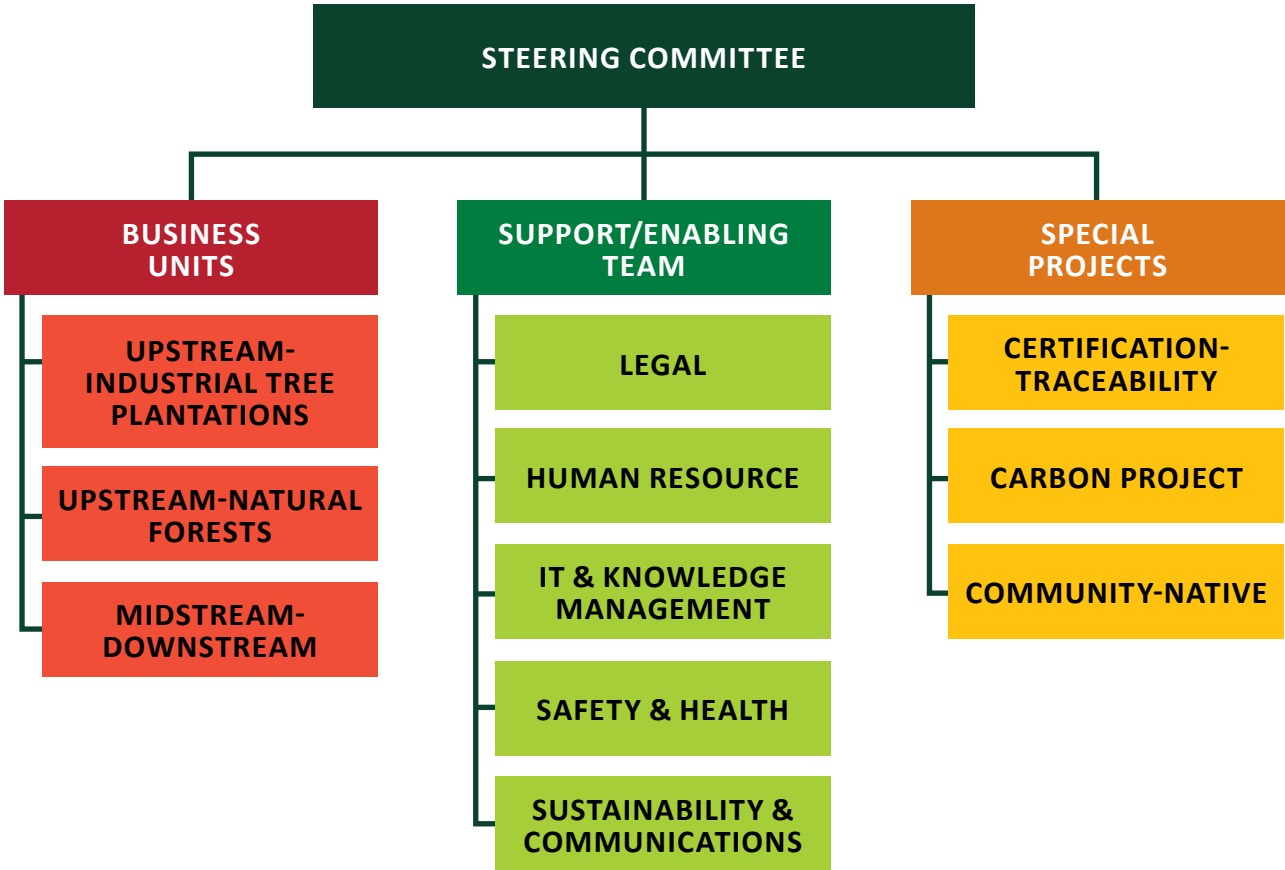 STEERING COMMITTEE
BUSINESS
UNITS
UPSTREAM-
INDUSTRIAL TREE
PLANTATIONS
UPSTREAM-NATURAL
FORESTS
MIDSTREAM-
DOWNSTREAM
SUPPORT/ENABLING
TEAM
LEGAL
HUMAN RESOURCE
IT & KNOWLEDGE
MANAGEMENT
SAFETY & HEALTH
SUSTAINABILITY &
COMMUNICATIONS
SPECIAL
PROJECTS
CERTIFICATION-
TRACEABILITY
CARBON PROJECT
COMMUNITY-NATIVE